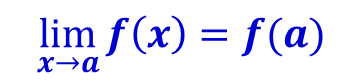 lim f(x) = f(a)
x→a